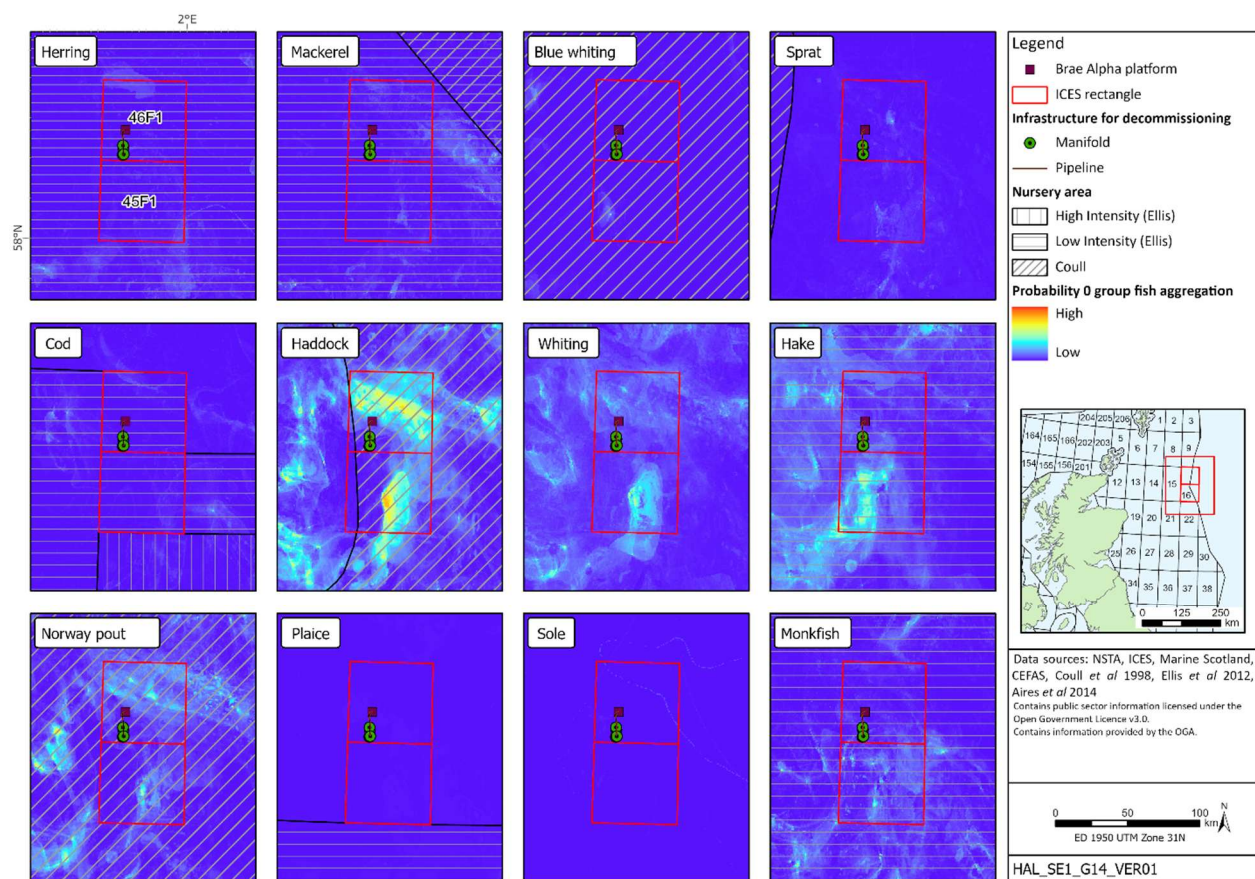 2°E
58°N
Herring
46F1
45F1
Mackerel
Blue whiting
Sprat
Cod
Haddock
Whiting
Hake
Norway pout
Plaice
Sole
Monkfish
Legend
Brae Alpha platform
ICES rectangle
Infrastructure for decommissioning
Manifold
Pipeline
Nursery area
High Intensity (Ellis)
Low Intensity (Ellis)
Coull
Probability 0 group fish aggregation
High
Low
204 205 206 1 2 3
164 165 166 202 203 5 6 7 8 9
154 155 156 201 12 13 14 15
16
19 20 21 22
25 26 27 28 29 30
34 35 36 37 38
0 125 250
km
Data sources: NSTA, ICES, Marine Scotland,
CEFAS, Coull et al 1998, Ellis et al 2012,
Aires et al 2014
Contains public sector information licensed under the
Open Government Licence v3.0.
Contains information provided by the OGA.
0 50 100
km
N
ED 1950 UTM Zone 31N
HAL_SE1_G14_VER01